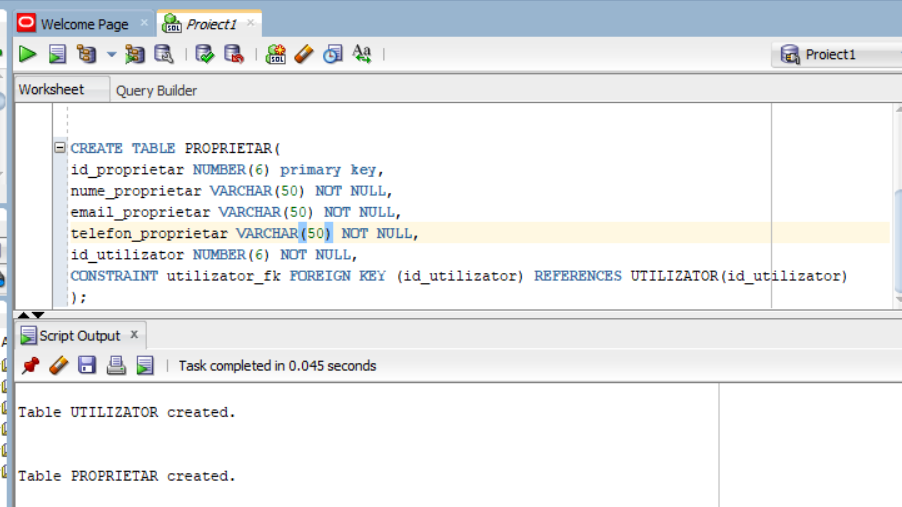 Welcome Page
Proiect1
Proiect1
Worksheet
Query Builder
CREATE TABLE PROPRIETAR(
id_proprietar NUMBER(6) primary key,
nume_proprietar VARCHAR(50) NOT NULL,
email_proprietar VARCHAR(50) NOT NULL,
telefon_proprietar VARCHAR(50) NOT NULL,
id_utilizator NUMBER(6) NOT NULL,
CONSTRAINT utilizator_fk FOREIGN KEY (id_utilizator) REFERENCES UTILIZATOR(id_utilizator)
);
Script Output x
Task completed in 0.045 seconds
Table UTILIZATOR created.
Table PROPRIETAR created.